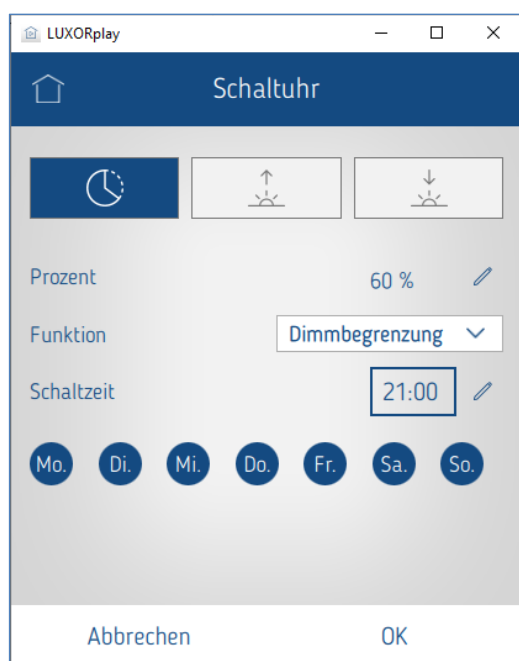 LUXORplay
Schaltuhr
Prozent 60 %
Funktion Dimmbegrenzung
Schaltzeit 21:00
Mo. Di. Mi. Do. Fr. Sa. So.
Abbrechen OK